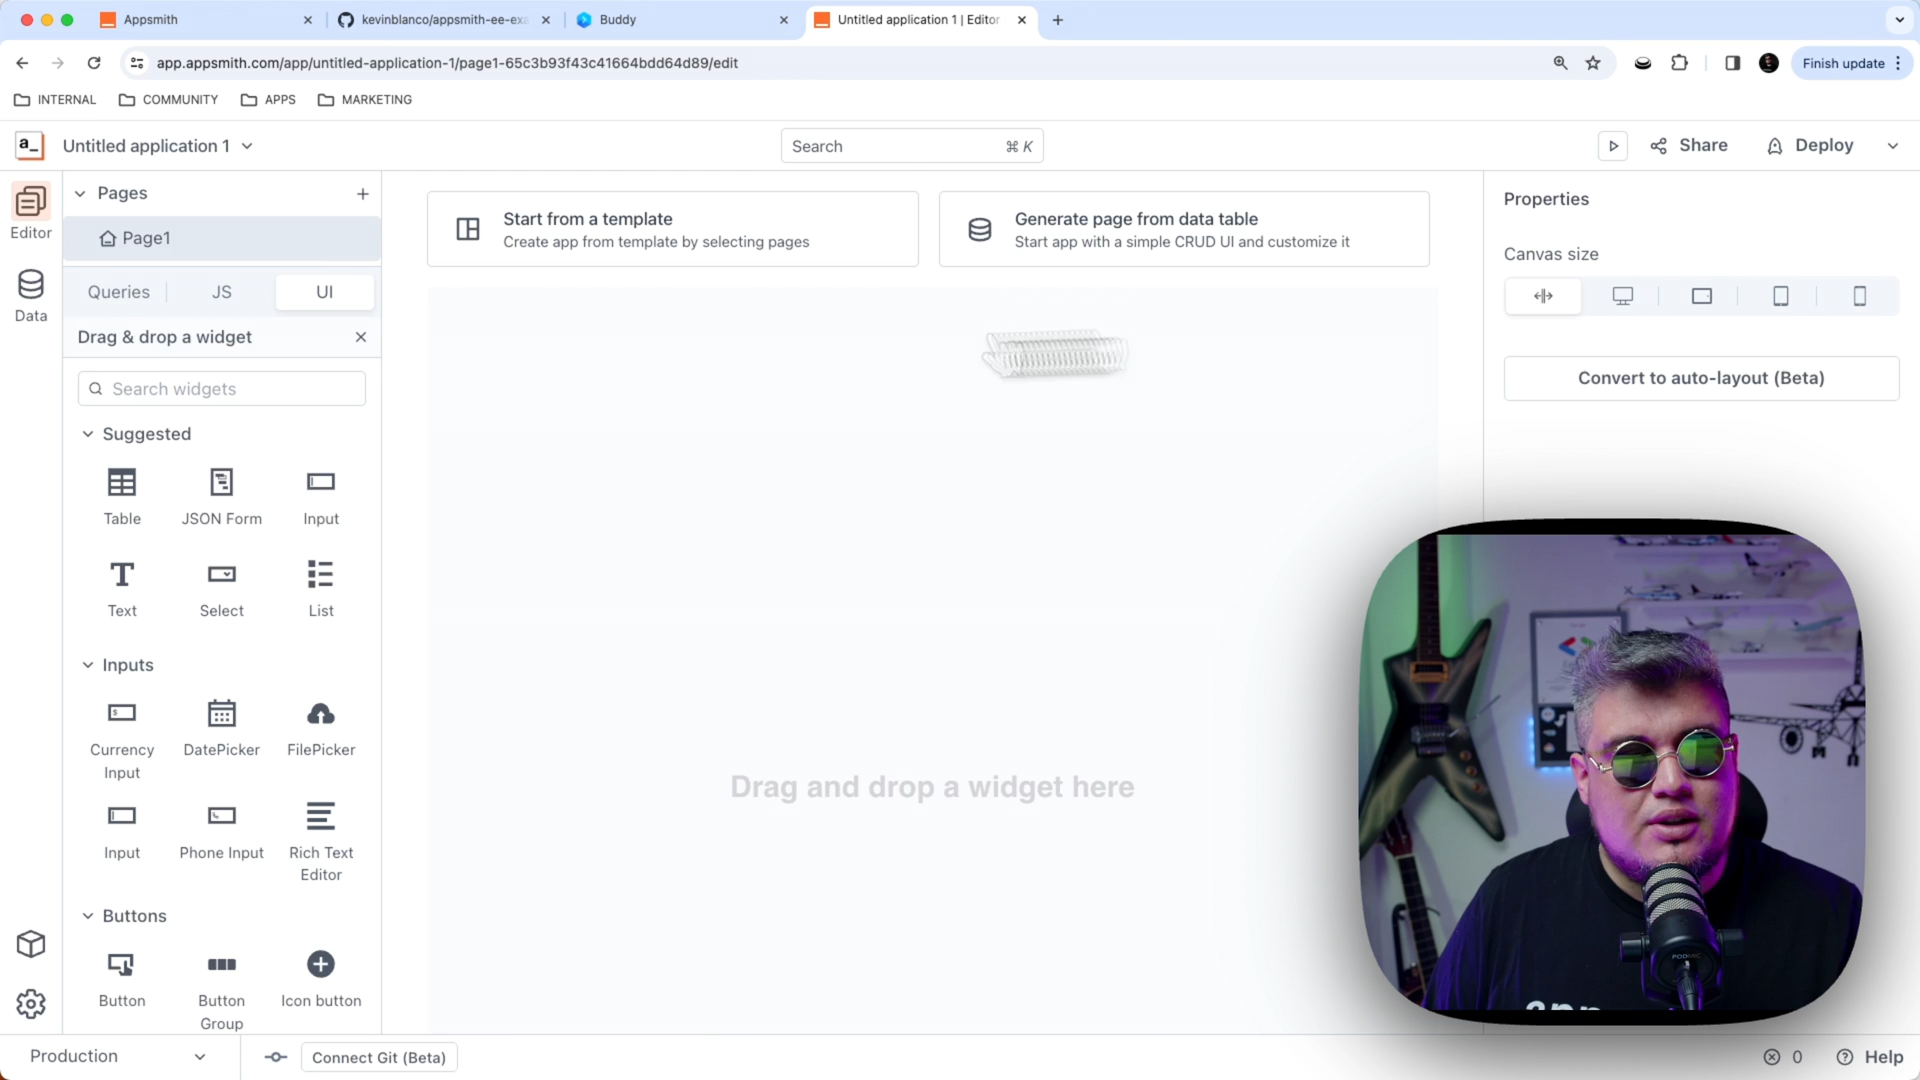 Appsmith
kevinblanco/appsmith-ee-exa
Buddy
Untitled application 1 | Editor
app.appsmith.com/app/untitled-application-1/page1-65c3b93f43c41664bdd64d89/edit
Finish update
INTERNAL
COMMUNITY
APPS
MARKETING
a_
Untitled application 1
Search
⌘ K
Share
Deploy
Editor
Data
Pages
Page1
Queries
JS
UI
Drag & drop a widget
Search widgets
Suggested
Table
JSON Form
Input
Text
Select
List
Inputs
Currency
Input
DatePicker
FilePicker
Input
Phone Input
Rich Text
Editor
Buttons
Button
Button
Group
Icon button
Start from a template
Create app from template by selecting pages
Generate page from data table
Start app with a simple CRUD UI and customize it
Drag and drop a widget here
Properties
Canvas size
Convert to auto-layout (Beta)
Production
Connect Git (Beta)
0
Help